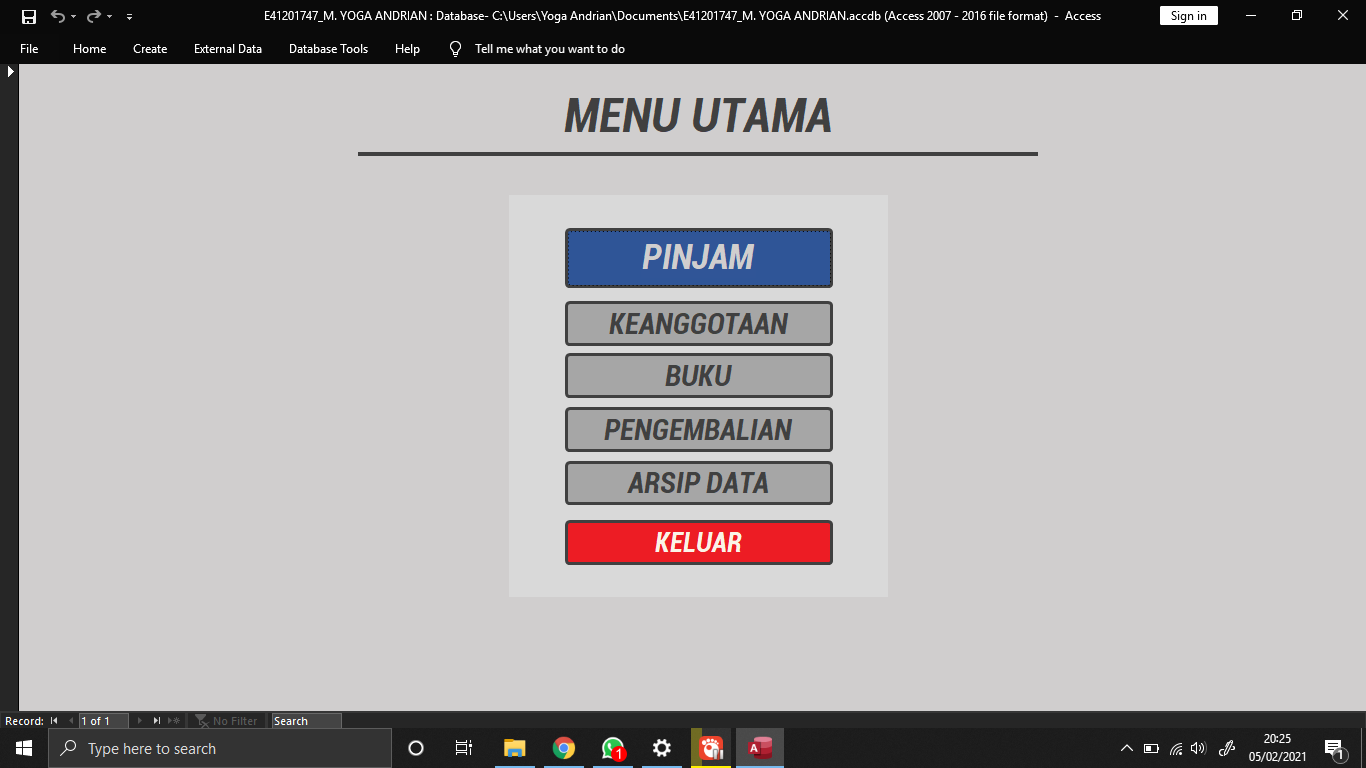 E41201747_M. YOGA ANDRIAN : Database- C:\Users\Yoga Andrian\Documents\E41201747_M. YOGA ANDRIAN.accdb (Access 2007 - 2016 file format) - Access
Sign in
File Home Create External Data Database Tools Help Tell me what you want to do
MENU UTAMA
PINJAM
KEANGGOTAAN
BUKU
PENGEMBALIAN
ARSIP DATA
KELUAR
Record: 1 of 1 No Filter Search
Type here to search
1
A
20:25
05/02/2021
1